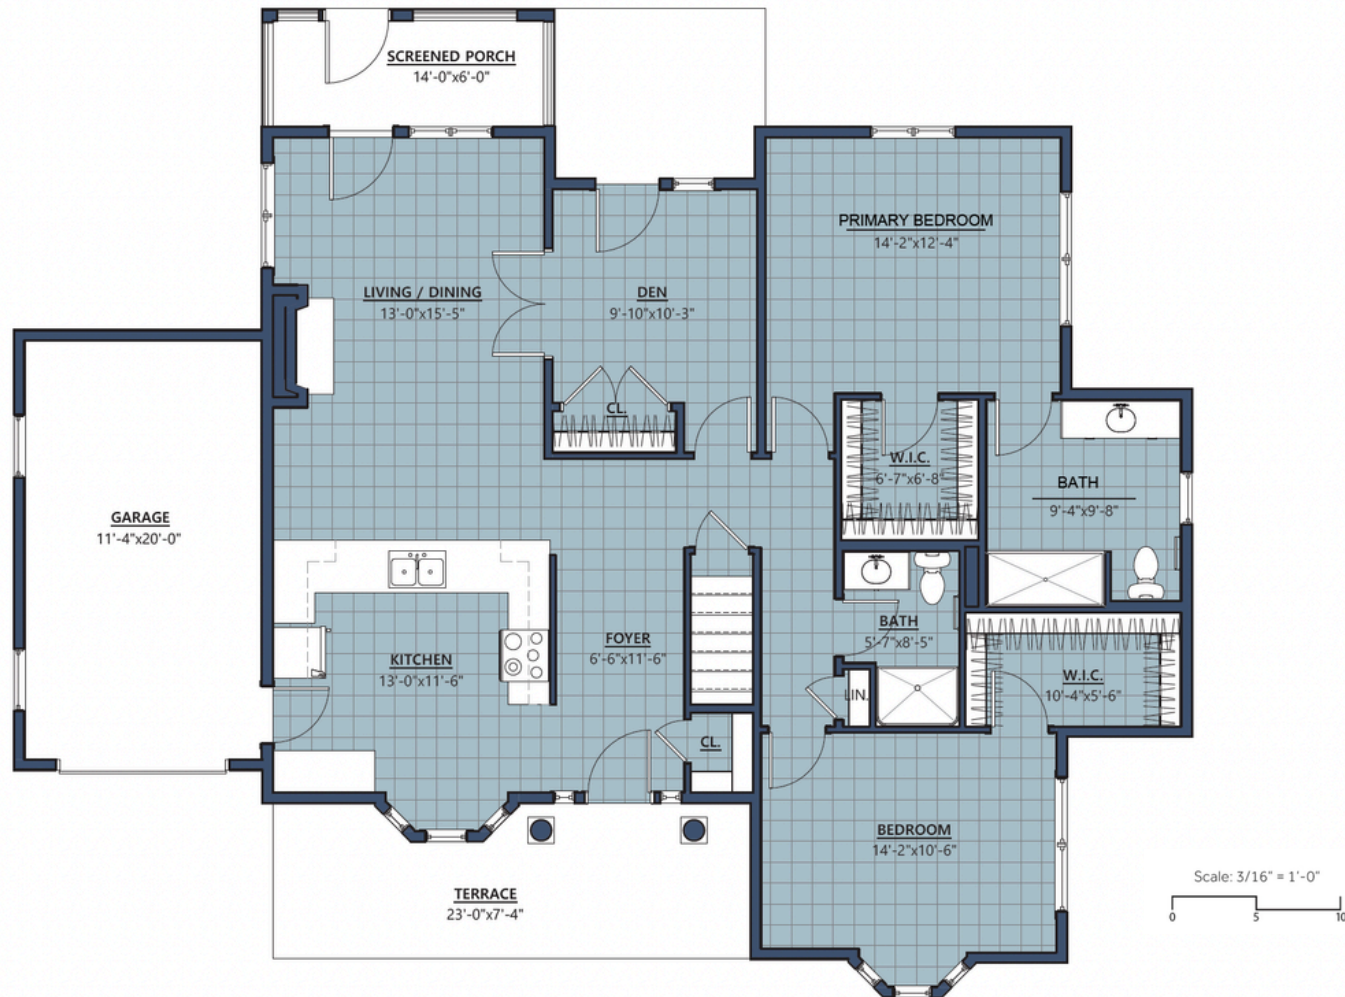 SCREENED PORCH
14'-0"x6'-0"
PRIMARY BEDROOM
14'-2"x12'-4"
LIVING / DINING
13'-0"x15'-5"
DEN
9'-10"x10'-3"
CL.
W.I.C.
6'-7"x6'-8"
BATH
9'-4"x9'-8"
GARAGE
11'-4"x20'-0"
KITCHEN
13'-0"x11'-6"
FOYER
6'-6"x11'-6"
BATH
5'-7"x8'-5"
W.I.C.
10'-4"x5'-6"
LIN.
CL.
BEDROOM
14'-2"x10'-6"
TERRACE
23'-0"x7'-4"
Scale: 3/16" = 1'-0"
0 5 10